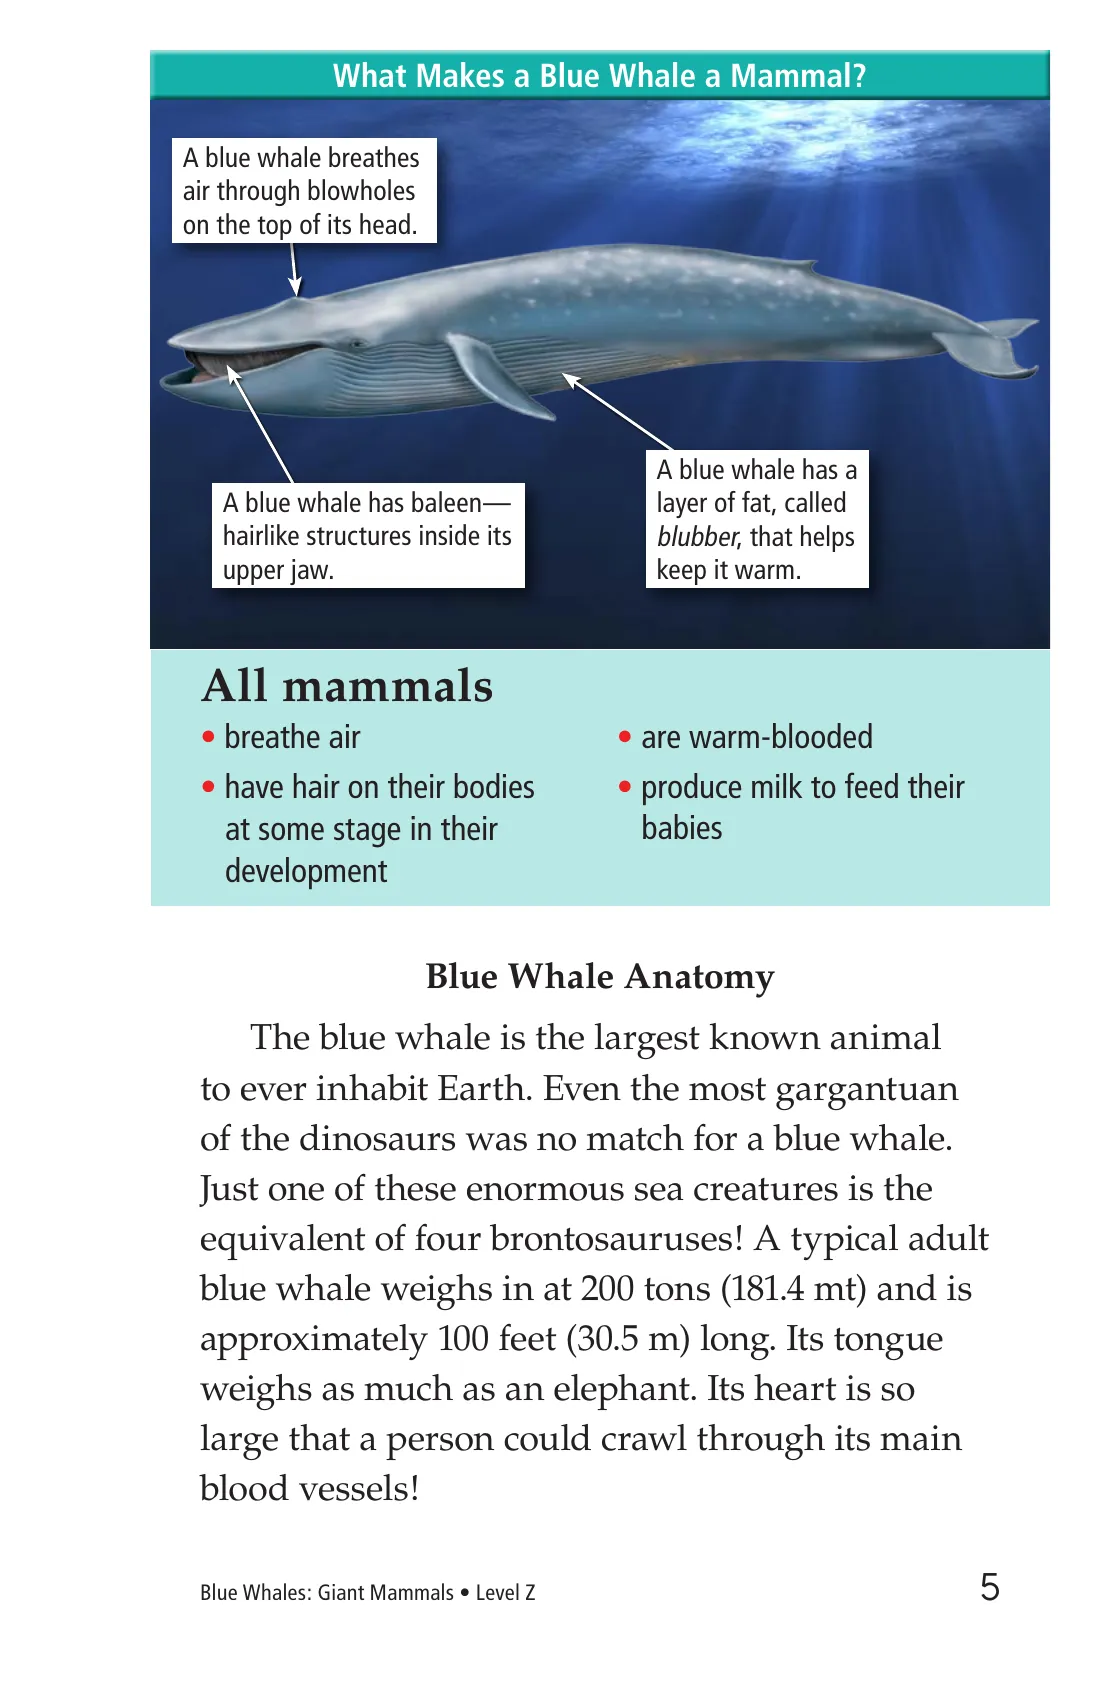 What Makes a Blue Whale a Mammal?
A blue whale breathes
air through blowholes
on the top of its head.
A blue whale has baleen—
hairlike structures inside its
upper jaw.
A blue whale has a
layer of fat, called
blubber, that helps
keep it warm.
All mammals
• breathe air
• have hair on their bodies
at some stage in their
development
• are warm-blooded
• produce milk to feed their
babies
Blue Whale Anatomy
The blue whale is the largest known animal
to ever inhabit Earth. Even the most gargantuan
of the dinosaurs was no match for a blue whale.
Just one of these enormous sea creatures is the
equivalent of four brontosauruses! A typical adult
blue whale weighs in at 200 tons (181.4 mt) and is
approximately 100 feet (30.5 m) long. Its tongue
weighs as much as an elephant. Its heart is so
large that a person could crawl through its main
blood vessels!
Blue Whales: Giant Mammals • Level Z
5